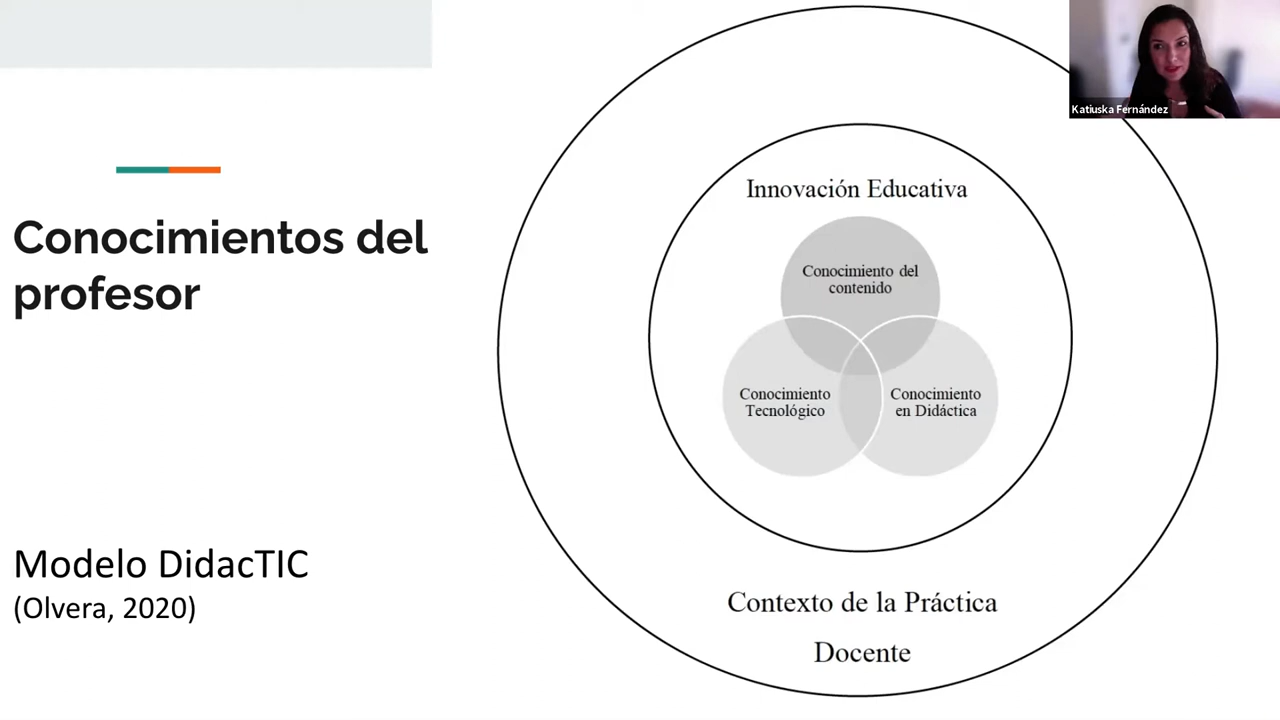 Conocimientos del
profesor
Modelo DidacTIC
(Olvera, 2020)
Innovación Educativa
Conocimiento del
contenido
Conocimiento
Tecnológico
Conocimiento
en Didáctica
Contexto de la Práctica
Docente
Katiuska Fernández